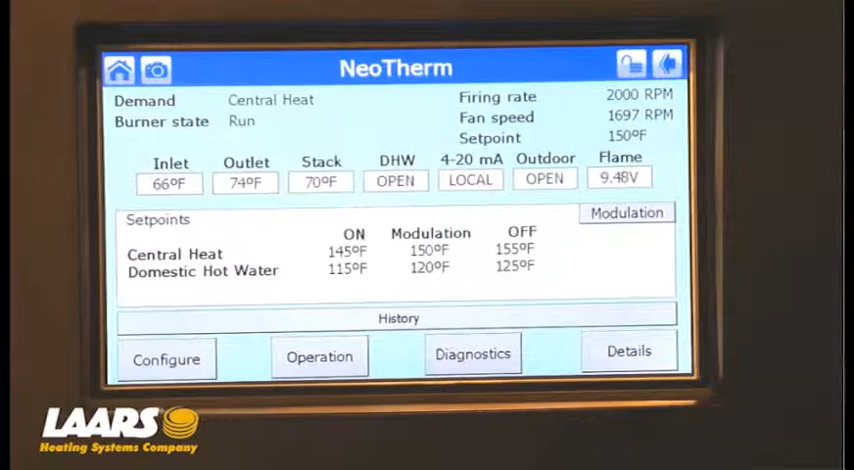 NeoTherm
Demand Central Heat Firing rate 2000 RPM
Burner state Run Fan speed 1697 RPM
Setpoint 150ºF
Inlet Outlet Stack DHW 4-20 mA Outdoor Flame
66ºF 74ºF 70ºF OPEN LOCAL OPEN 9.48V
Setpoints Modulation
ON Modulation OFF
Central Heat 145ºF 150ºF 155ºF
Domestic Hot Water 115ºF 120ºF 125ºF
History
Configure Operation Diagnostics Details
LAARS
Heating Systems Company